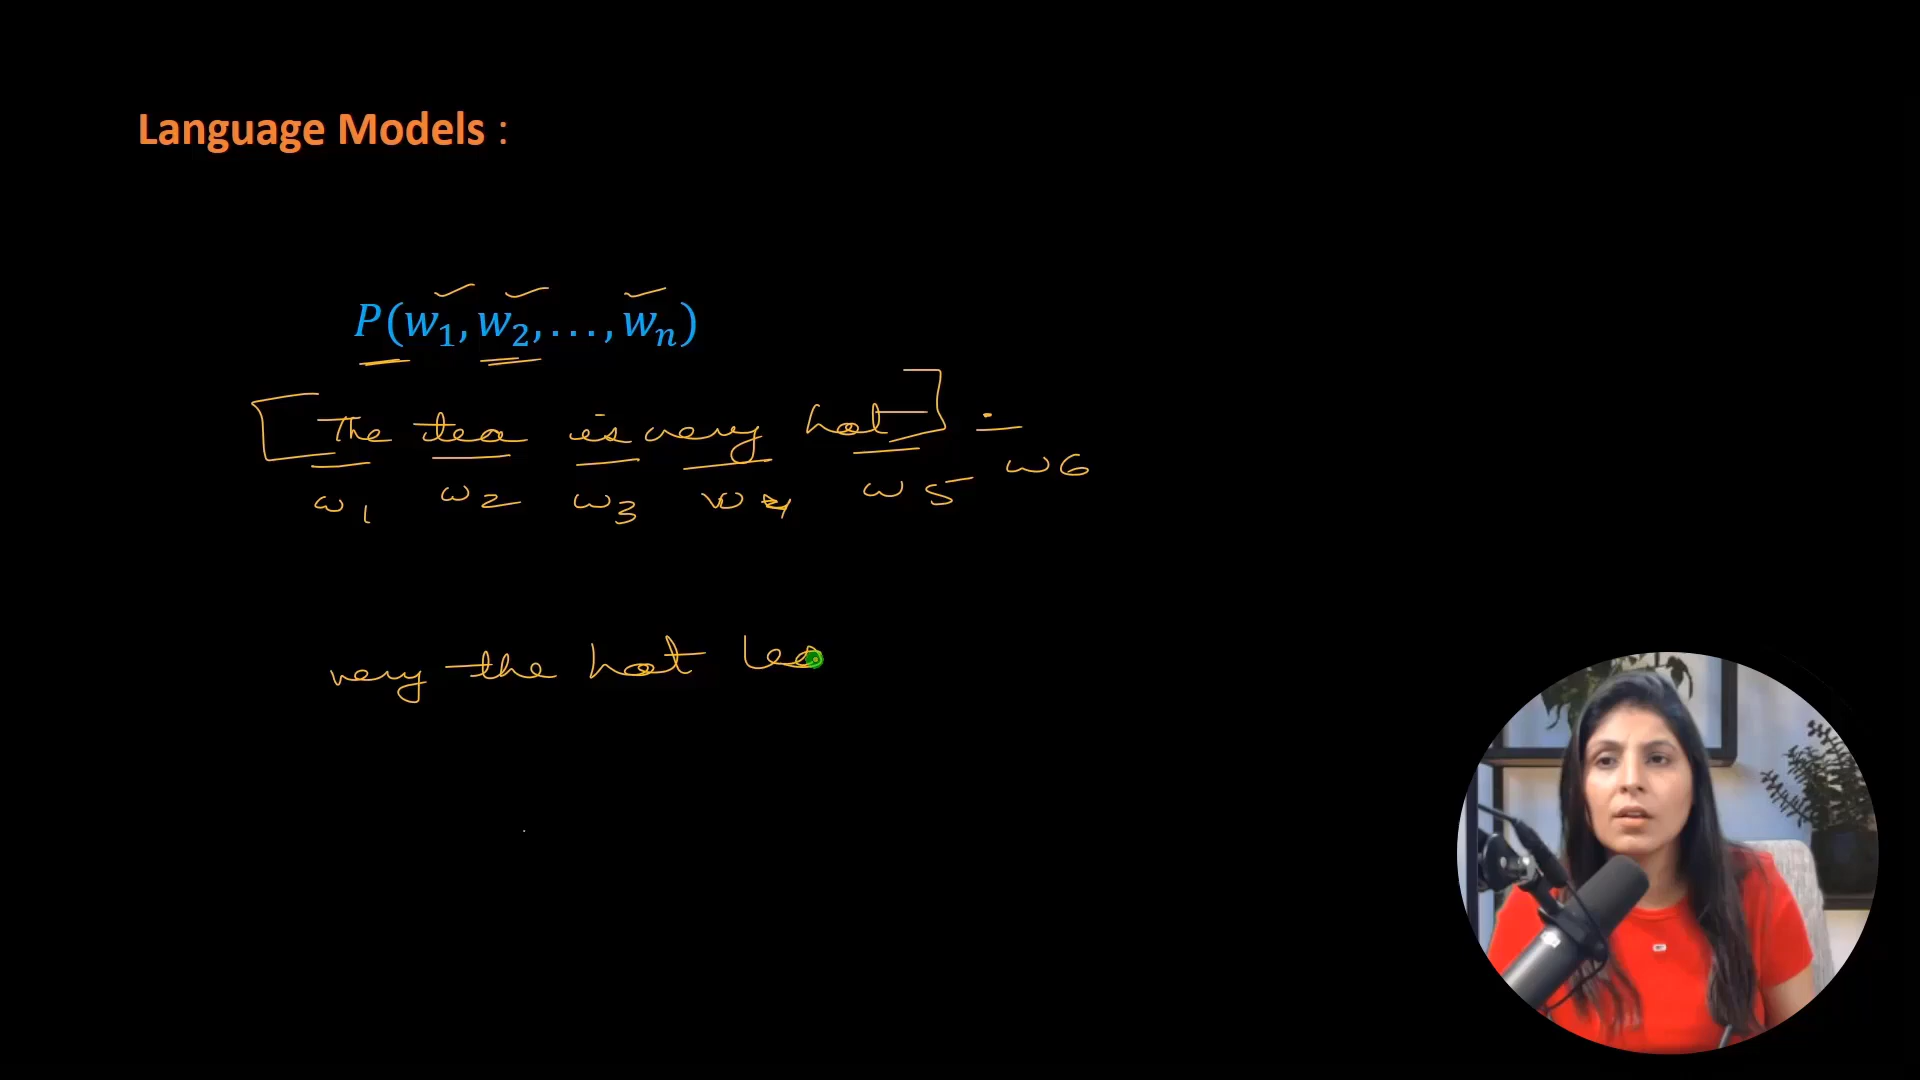 Language Models :
P(w₁, w₂, ..., wₙ)
[The tea is very hot] .
w1 w2 w3 w4 w5 w6
very the hot tea